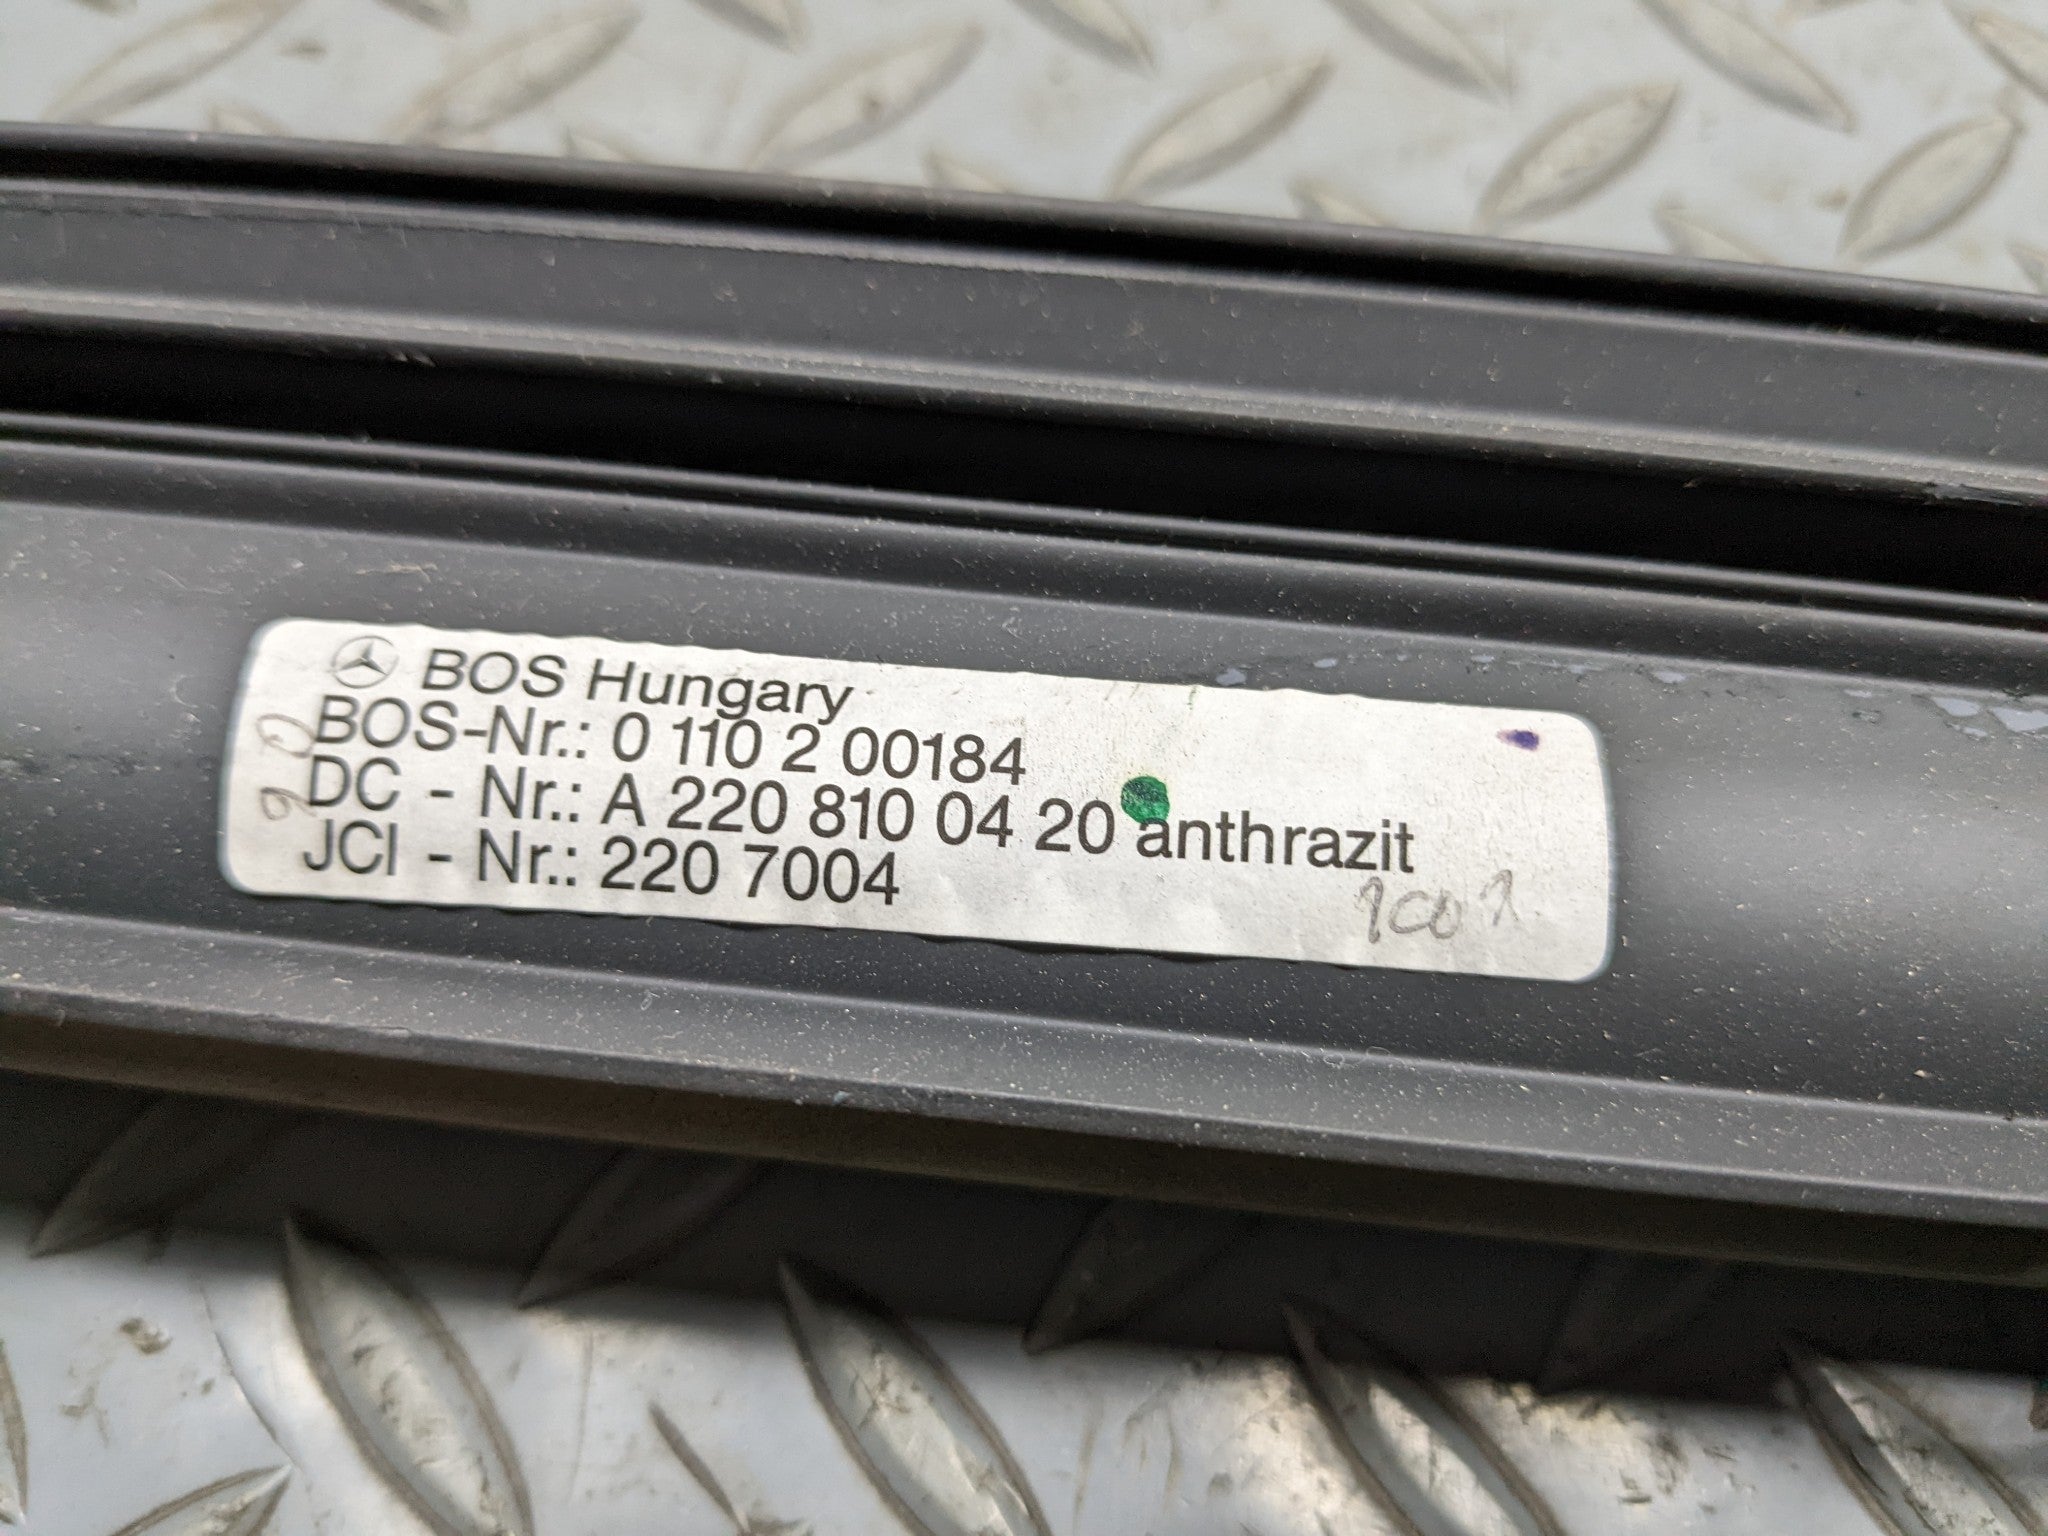 BOS Hungary
BOS-Nr.: 0 110 2 00184
DC - Nr.: A 220 810 04 20 anthrazit
JCI - Nr.: 220 7004